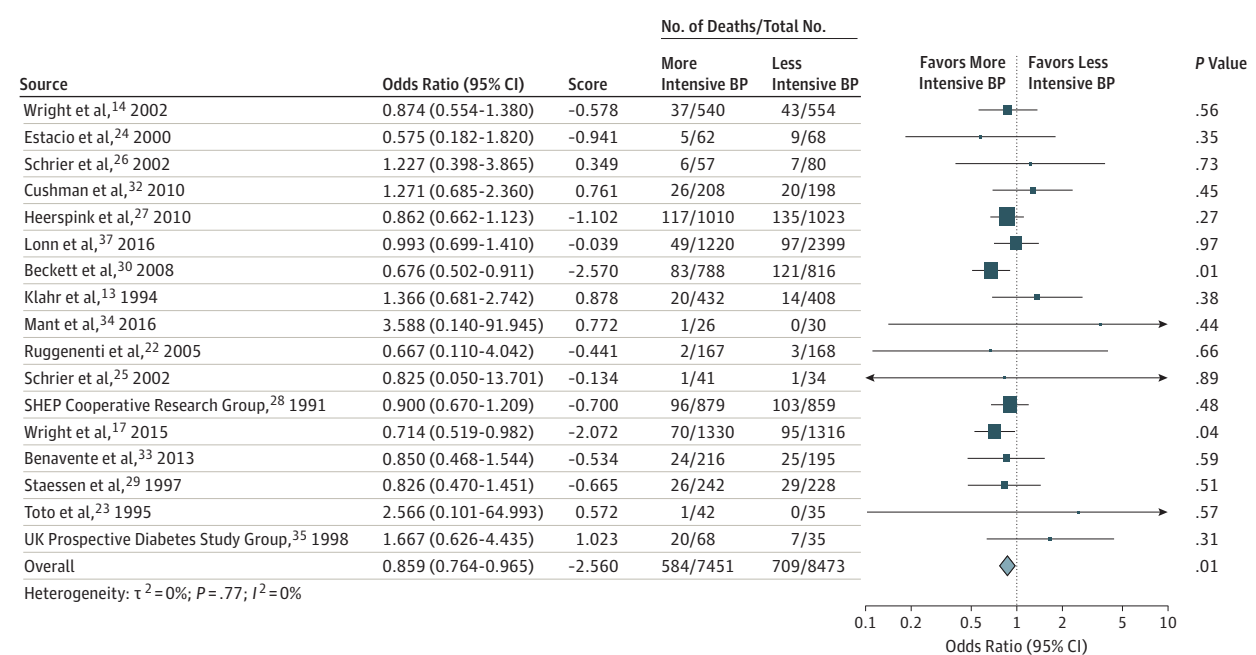 No. of Deaths/Total No.
Source Odds Ratio (95% CI) Score More Intensive BP Less Intensive BP Favors More Intensive BP Favors Less Intensive BP P Value
Wright et al,14 2002 0.874 (0.554-1.380) -0.578 37/540 43/554 .56
Estacio et al,24 2000 0.575 (0.182-1.820) -0.941 5/62 9/68 .35
Schrier et al,26 2002 1.227 (0.398-3.865) 0.349 6/57 7/80 .73
Cushman et al,32 2010 1.271 (0.685-2.360) 0.761 26/208 20/198 .45
Heerspink et al,27 2010 0.862 (0.662-1.123) -1.102 117/1010 135/1023 .27
Lonn et al,37 2016 0.993 (0.699-1.410) -0.039 49/1220 97/2399 .97
Beckett et al,30 2008 0.676 (0.502-0.911) -2.570 83/788 121/816 .01
Klahr et al,13 1994 1.366 (0.681-2.742) 0.878 20/432 14/408 .38
Mant et al,34 2016 3.588 (0.140-91.945) 0.772 1/26 0/30 .44
Ruggenenti et al,22 2005 0.667 (0.110-4.042) -0.441 2/167 3/168 .66
Schrier et al,25 2002 0.825 (0.050-13.701) -0.134 1/41 1/34 .89
SHEP Cooperative Research Group,28 1991 0.900 (0.670-1.209) -0.700 96/879 103/859 .48
Wright et al,17 2015 0.714 (0.519-0.982) -2.072 70/1330 95/1316 .04
Benavente et al,33 2013 0.850 (0.468-1.544) -0.534 24/216 25/195 .59
Staessen et al,29 1997 0.826 (0.470-1.451) -0.665 26/242 29/228 .51
Toto et al,23 1995 2.566 (0.101-64.993) 0.572 1/42 0/35 .57
UK Prospective Diabetes Study Group,35 1998 1.667 (0.626-4.435) 1.023 20/68 7/35 .31
Overall 0.859 (0.764-0.965) -2.560 584/7451 709/8473 .01
Heterogeneity: τ2=0%; P=.77; I2=0%
0.1 0.2 0.5 1 2 5 10
Odds Ratio (95% CI)